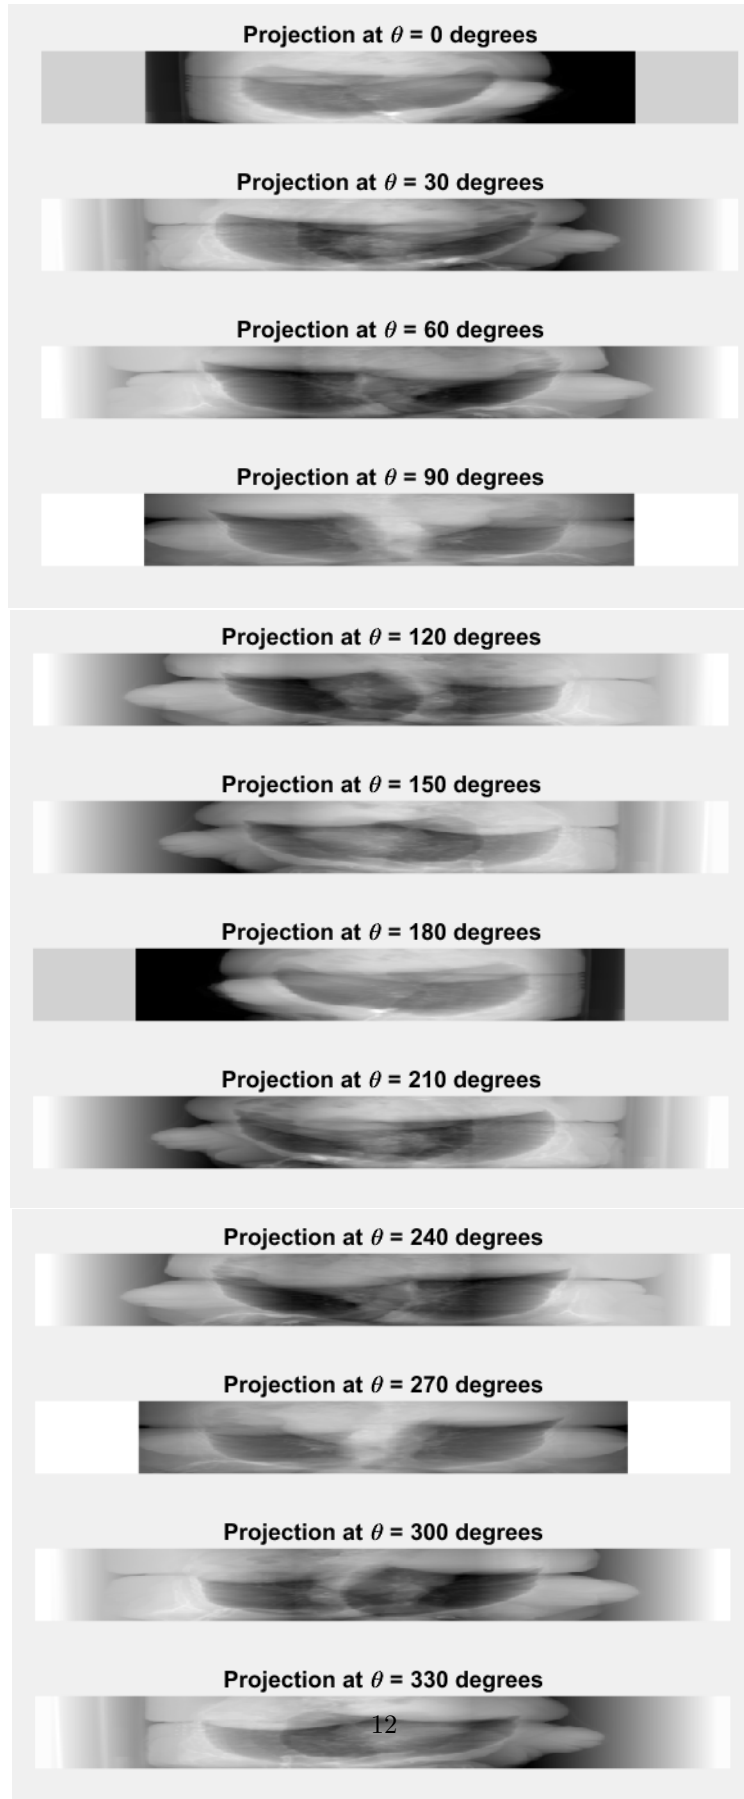 Projection at θ = 0 degrees
Projection at θ = 30 degrees
Projection at θ = 60 degrees
Projection at θ = 90 degrees
Projection at θ = 120 degrees
Projection at θ = 150 degrees
Projection at θ = 180 degrees
Projection at θ = 210 degrees
Projection at θ = 240 degrees
Projection at θ = 270 degrees
Projection at θ = 300 degrees
Projection at θ = 330 degrees
12